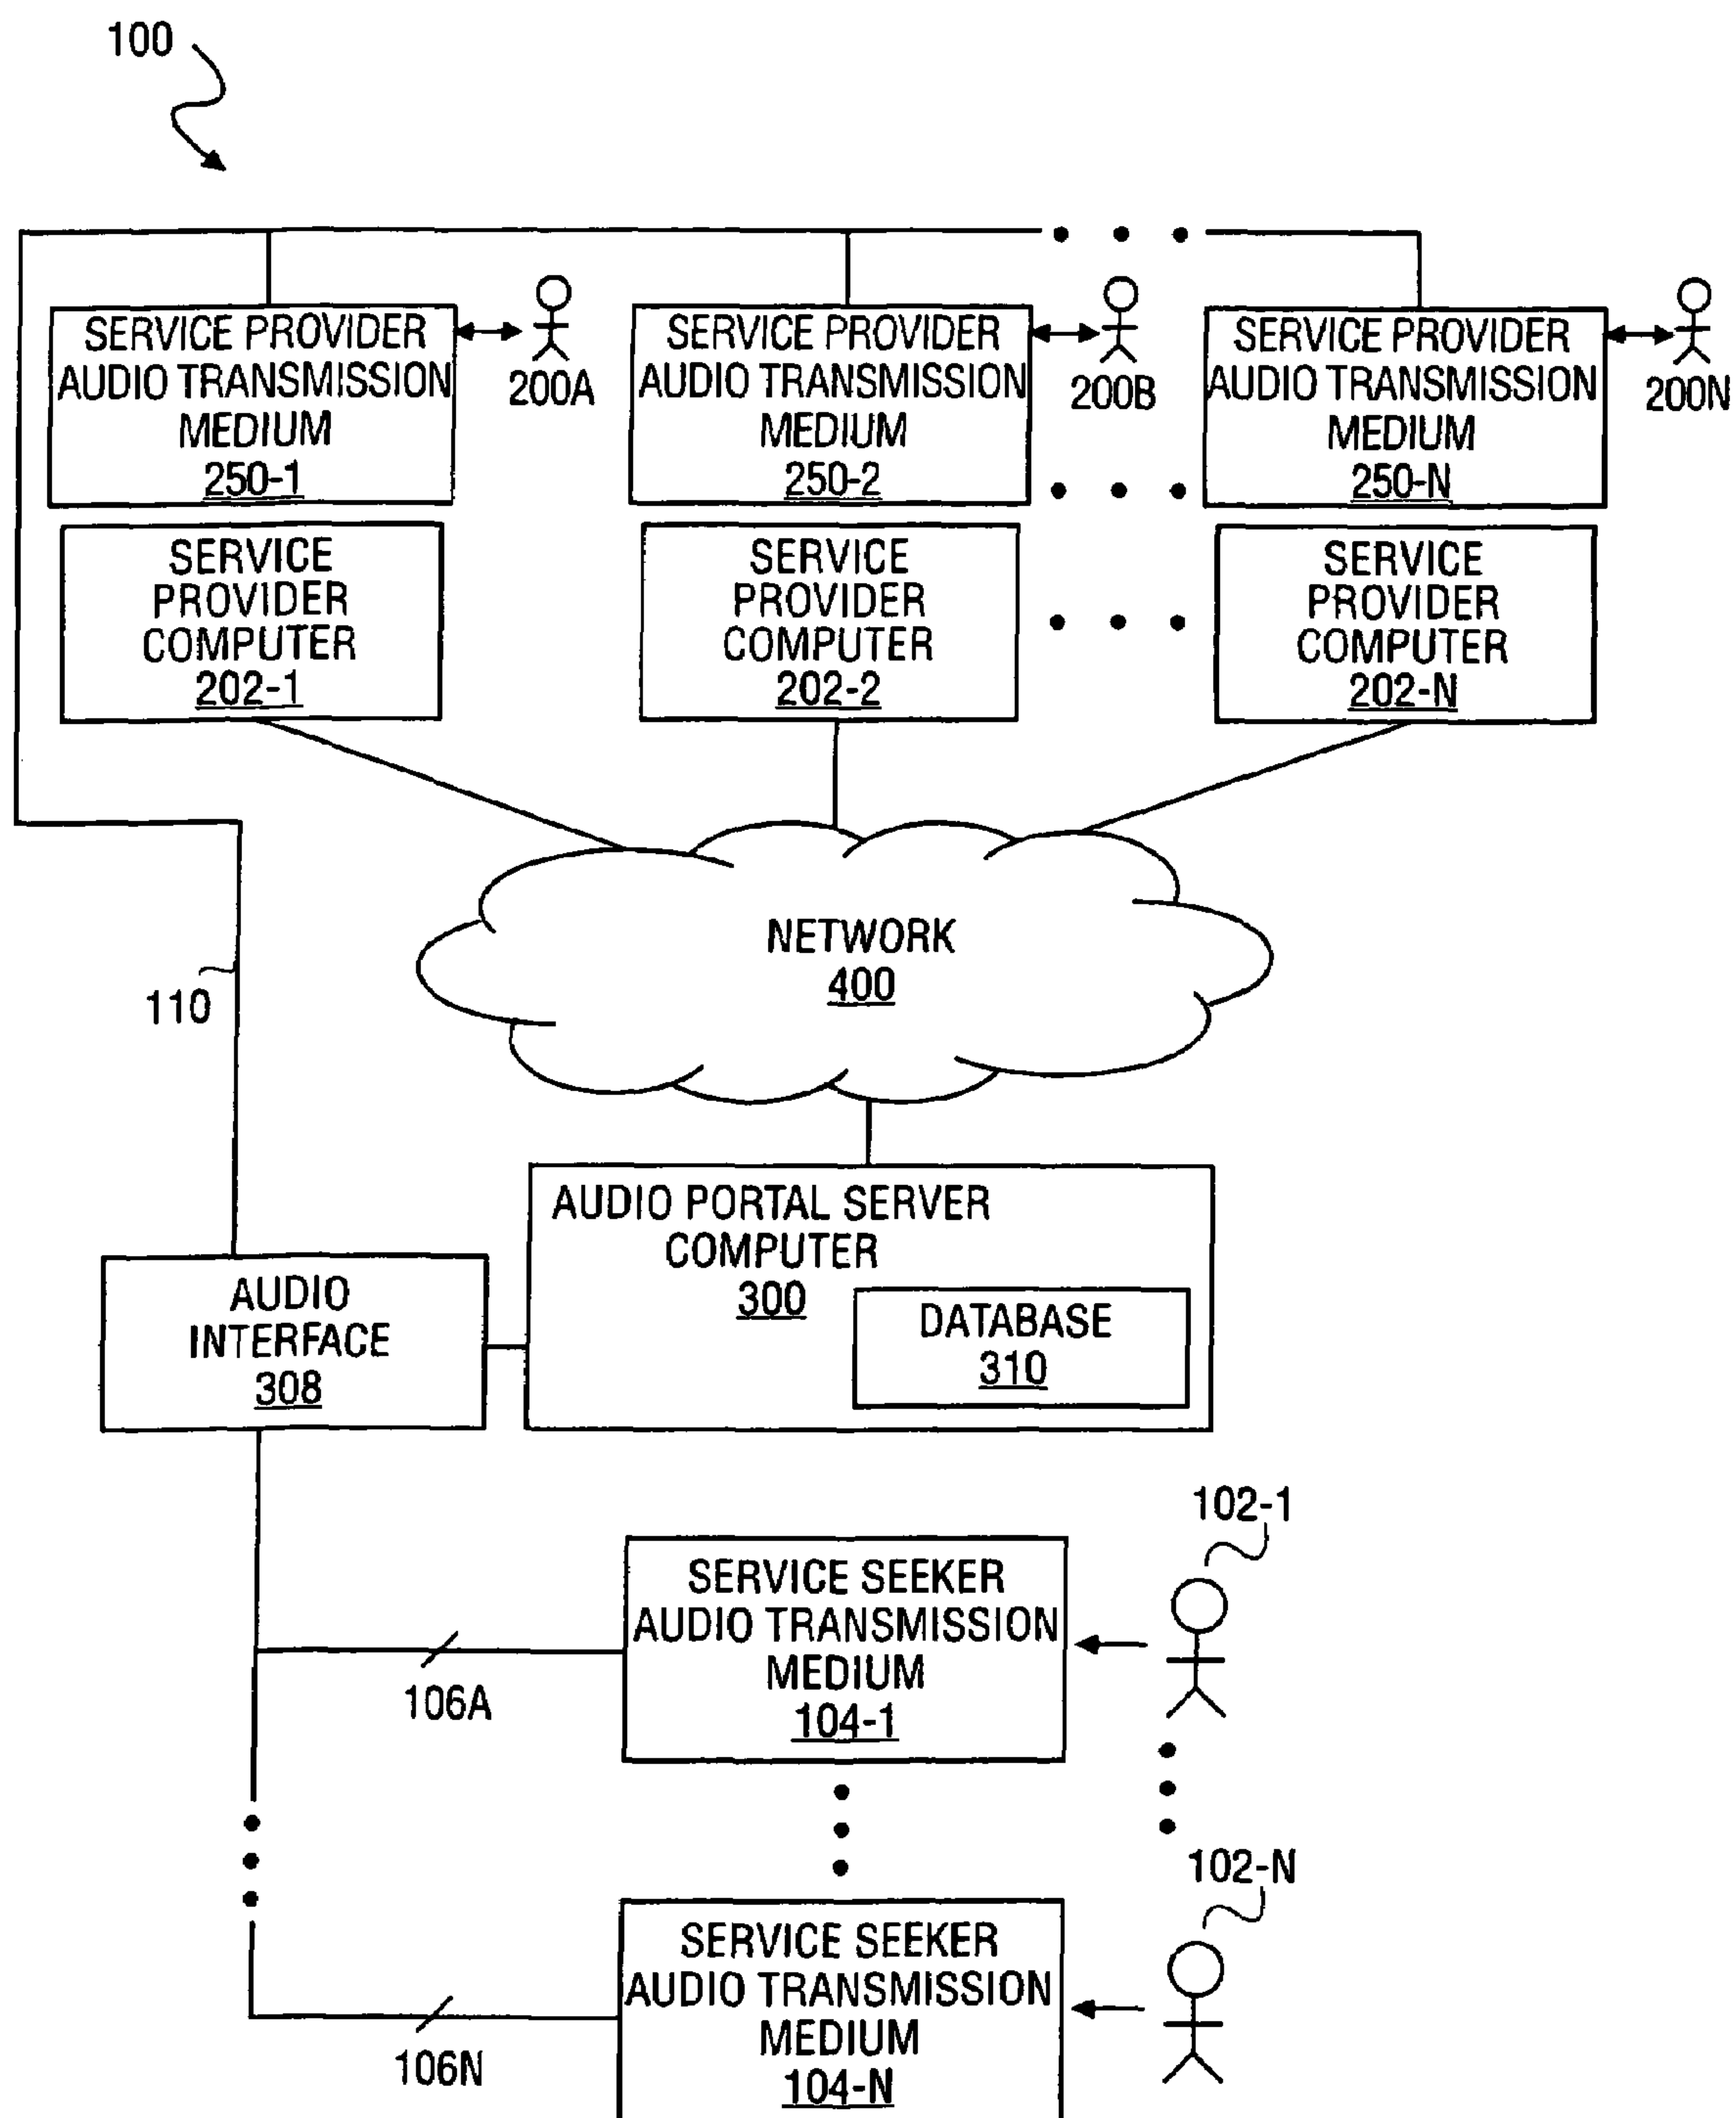 100
SERVICE PROVIDER
AUDIO TRANSMISSION
MEDIUM
250-1
200A
SERVICE PROVIDER
AUDIO TRANSMISSION
MEDIUM
250-2
200B
SERVICE PROVIDER
AUDIO TRANSMISSION
MEDIUM
250-N
200N
SERVICE
PROVIDER
COMPUTER
202-1
SERVICE
PROVIDER
COMPUTER
202-2
SERVICE
PROVIDER
COMPUTER
202-N
NETWORK
400
110
AUDIO PORTAL SERVER
COMPUTER
300
DATABASE
310
AUDIO
INTERFACE
308
102-1
SERVICE SEEKER
AUDIO TRANSMISSION
MEDIUM
104-1
106A
102-N
SERVICE SEEKER
AUDIO TRANSMISSION
MEDIUM
104-N
106N